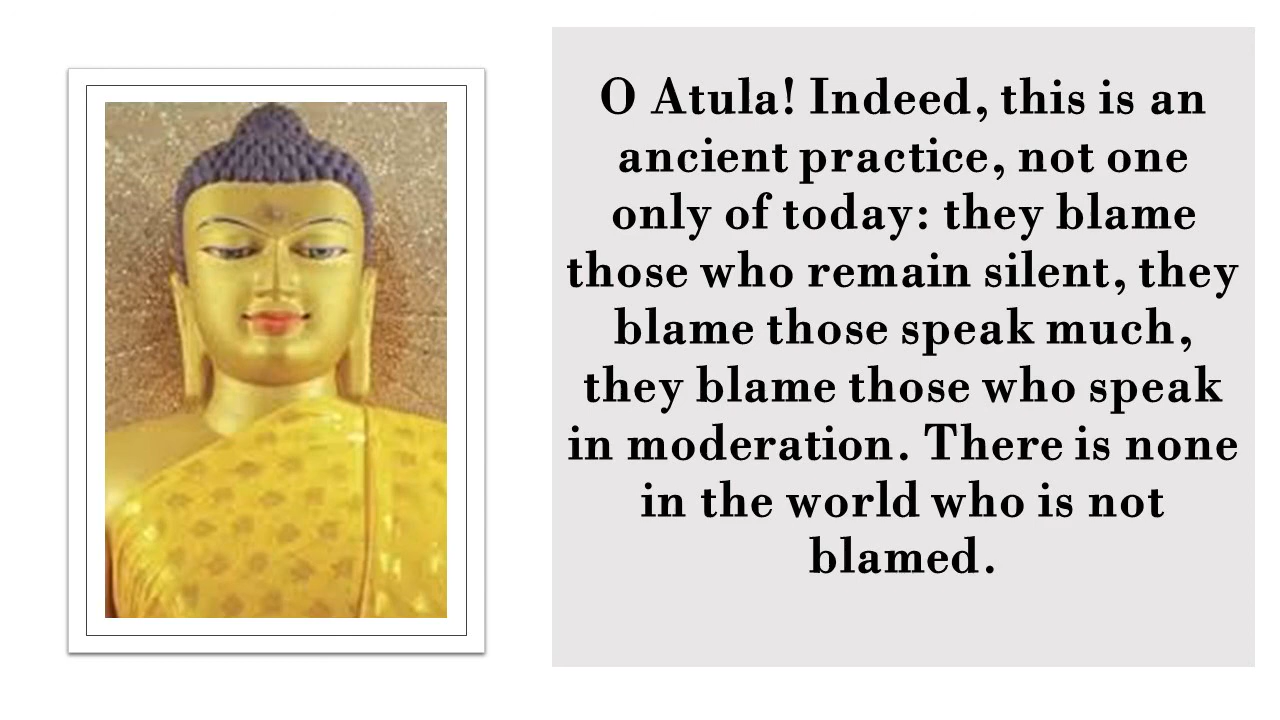 O Atula! Indeed, this is an
ancient practice, not one
only of today: they blame
those who remain silent, they
blame those speak much,
they blame those who speak
in moderation. There is none
in the world who is not
blamed.